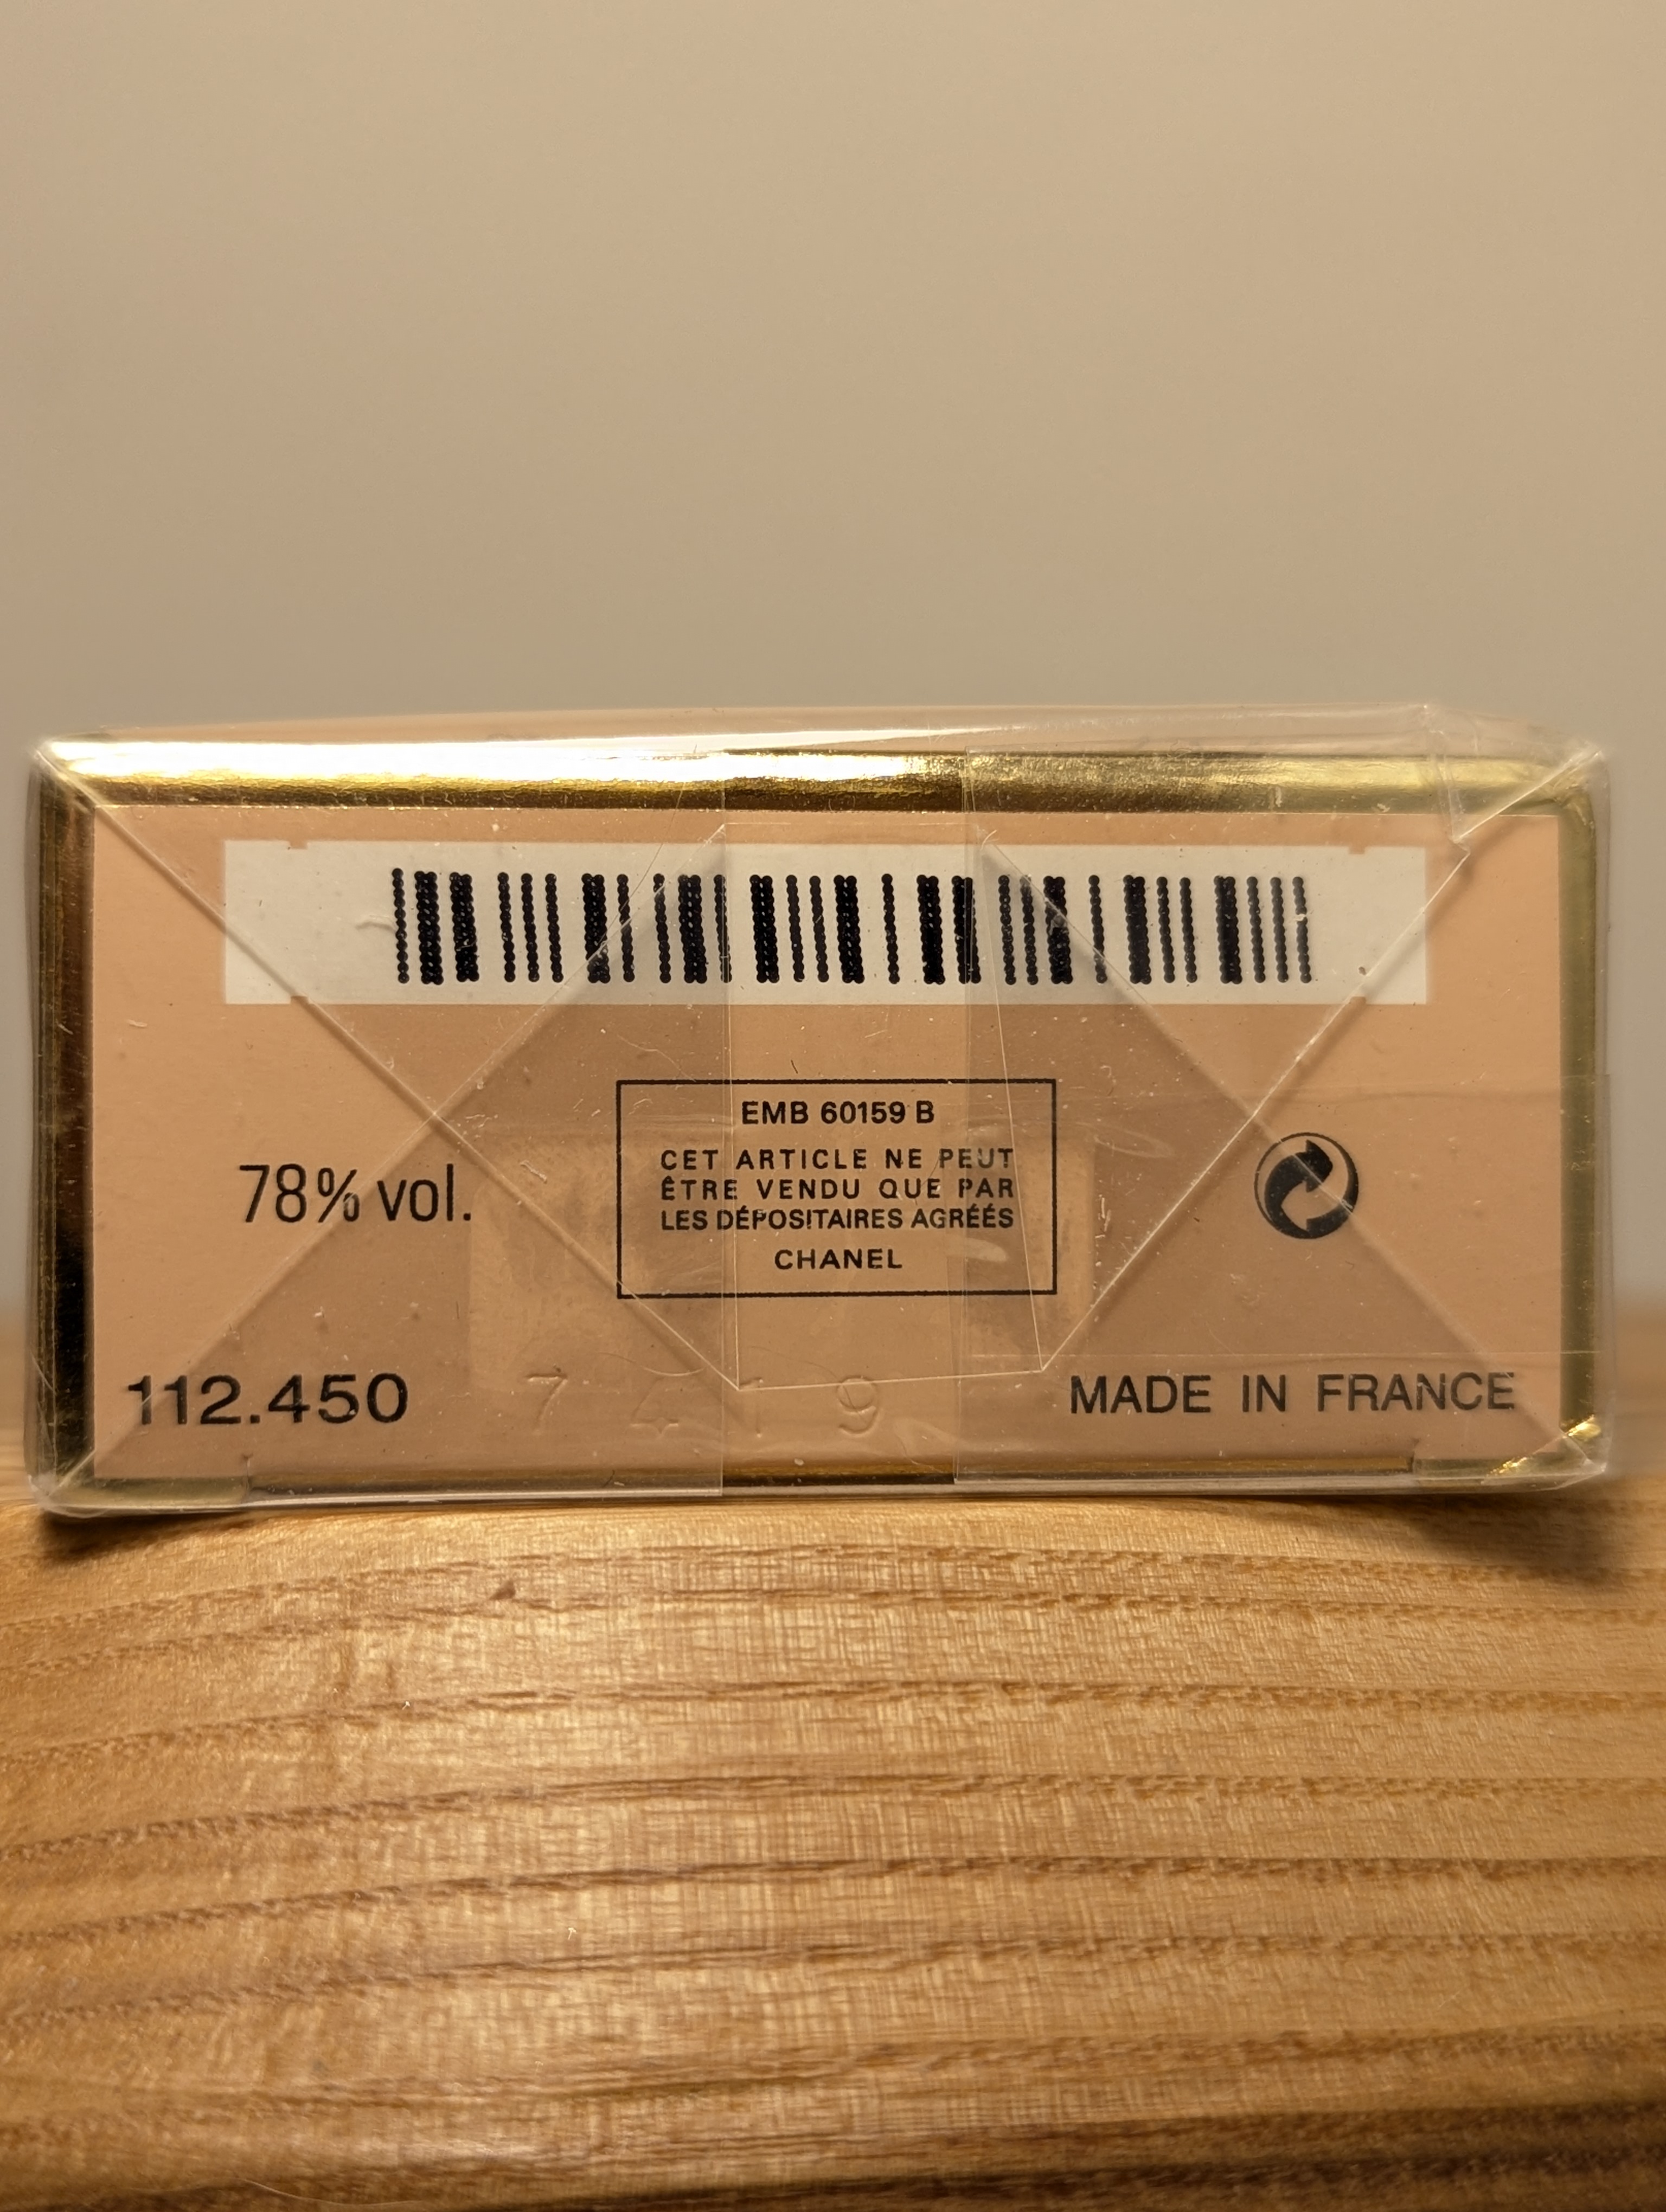 EMB 60159 B
CET ARTICLE NE PEUT
ÊTRE VENDU QUE PAR
LES DÉPOSITAIRES AGRÉÉS
CHANEL
78% vol.
112.450
7419
MADE IN FRANCE